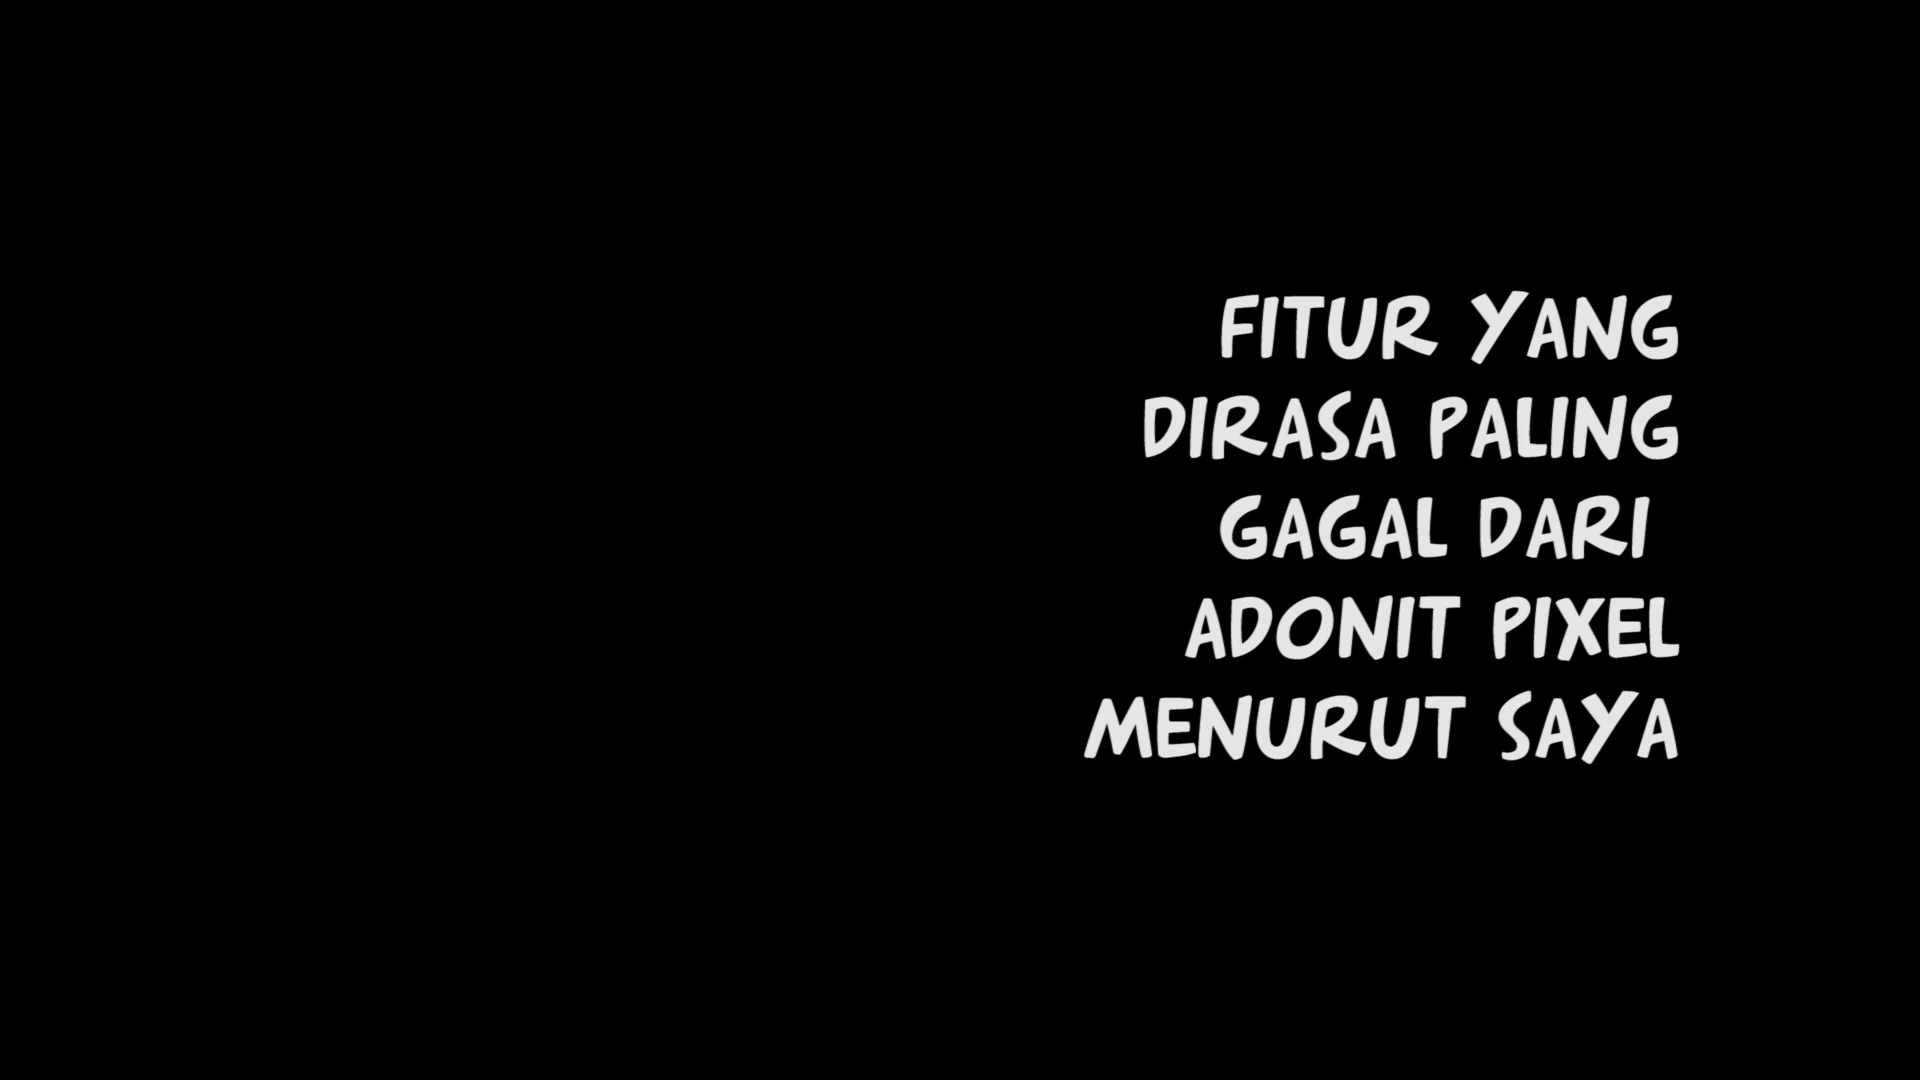 FITUR YANG
DIRASA PALING
GAGAL DARI
ADONIT PIXEL
MENURUT SAYA